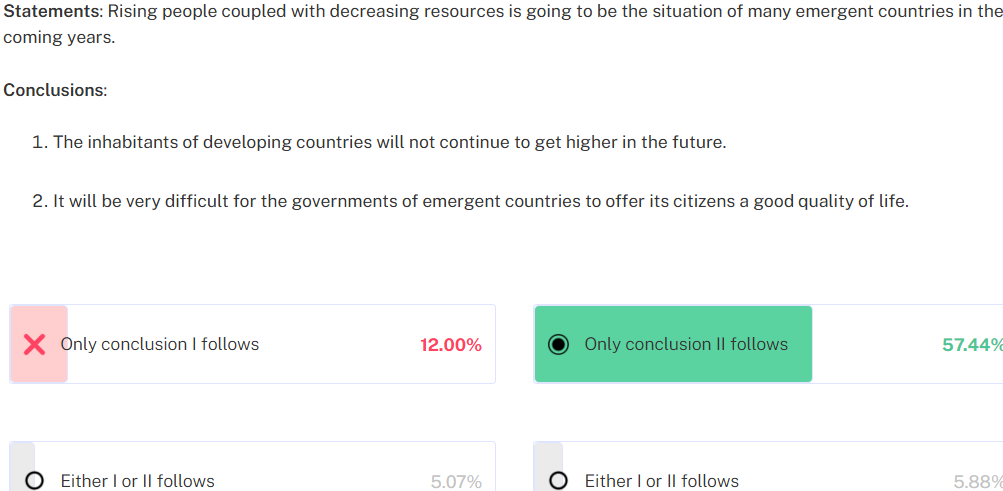 Statements: Rising people coupled with decreasing resources is going to be the situation of many emergent countries in the
coming years.
Conclusions:
1. The inhabitants of developing countries will not continue to get higher in the future.
2. It will be very difficult for the governments of emergent countries to offer its citizens a good quality of life.
Only conclusion I follows 12.00%
Only conclusion II follows 57.44%
Either I or II follows 5.07%
Either I or II follows 5.88%